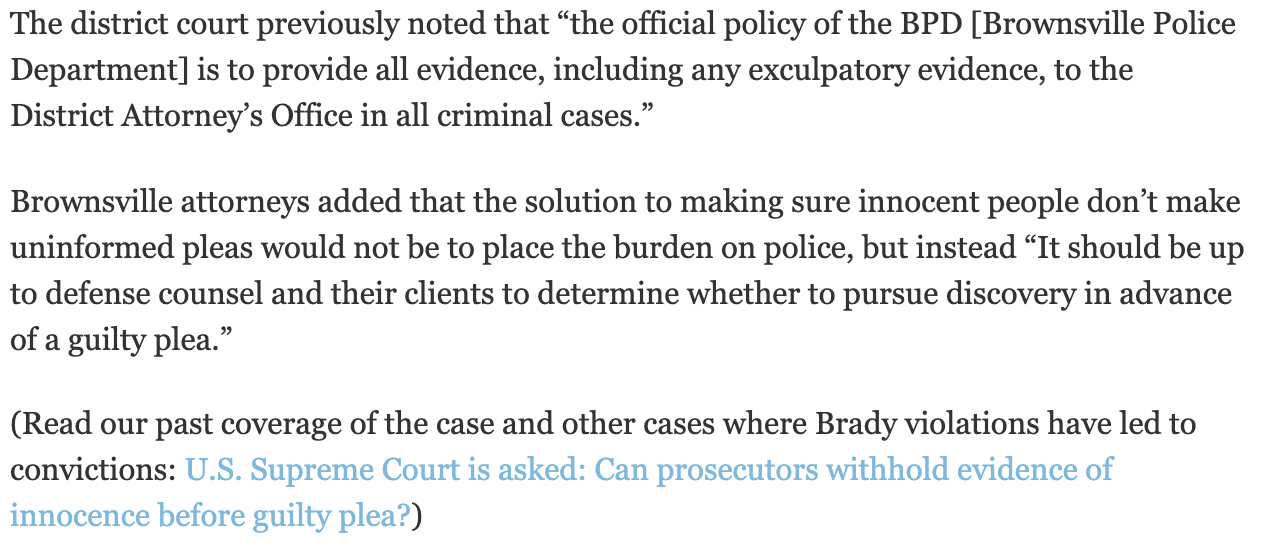 The district court previously noted that “the official policy of the BPD [Brownsville Police
Department] is to provide all evidence, including any exculpatory evidence, to the
District Attorney’s Office in all criminal cases.”
Brownsville attorneys added that the solution to making sure innocent people don’t make
uninformed pleas would not be to place the burden on police, but instead “It should be up
to defense counsel and their clients to determine whether to pursue discovery in advance
of a guilty plea.”
(Read our past coverage of the case and other cases where Brady violations have led to
convictions: U.S. Supreme Court is asked: Can prosecutors withhold evidence of
innocence before guilty plea?)